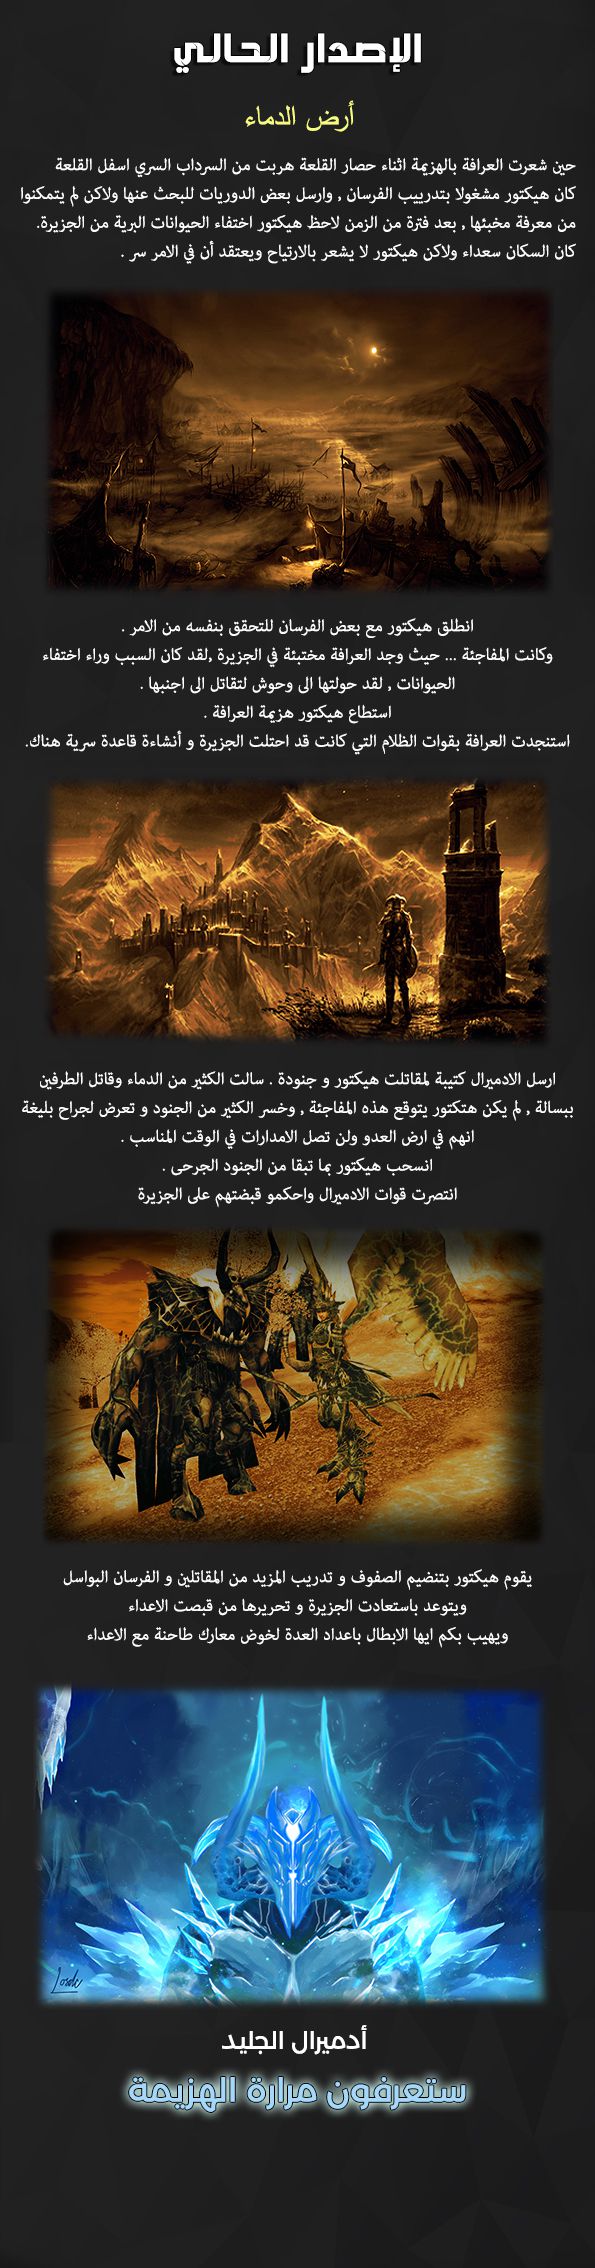 الإصدار الحالي
أرض الدماء
حين شعرت العرافة بالهزيمة اثناء حصار القلعة هربت من السرداب السري اسفل القلعة
كان هيكتور مشغولا بتدرييب الفرسان , وارسل بعض الدوريات للبحث عنها ولاكن لم يتمكنوا
من معرفة مخبئها , بعد فترة من الزمن لاحظ هيكتور اختفاء الحيوانات البرية من الجزيرة.
كان السكان سعداء ولاكن هيكتور لا يشعر بالارتياح ويعتقد أن في الامر سر .
انطلق هيكتور مع بعض الفرسان للتحقق بنفسه من الامر .
وكانت المفاجئة ... حيث وجد العرافة مختبئة في الجزيرة ,لقد كان السبب وراء اختفاء
الحيوانات , لقد حولتها الى وحوش لتقاتل الى اجنبها .
استطاع هيكتور هزيمة العرافة .
استنجدت العرافة بقوات الظلام التي كانت قد احتلت الجزيرة و أنشاءة قاعدة سرية هناك.
ارسل الادميرال كتيبة لمقاتلت هيكتور و جنودة . سالت الكثير من الدماء وقاتل الطرفين
ببسالة , لم يكن هتكتور يتوقع هذه المفاجئة , وخسر الكثير من الجنود و تعرض لجراح بليغة
انهم في ارض العدو ولن تصل الامدارات في الوقت المناسب .
انسحب هيكتور بما تبقا من الجنود الجرحى .
انتصرت قوات الادميرال واحكمو قبضتهم على الجزيرة
يقوم هيكتور بتنضيم الصفوف و تدريب المزيد من المقاتلين و الفرسان البواسل
ويتوعد باستعادت الجزيرة و تحريرها من قبصت الاعداء
ويهيب بكم ايها الابطال باعداد العدة لخوض معارك طاحنة مع الاعداء
أدميرال الجليد
ستعرفون مرارة الهزيمة